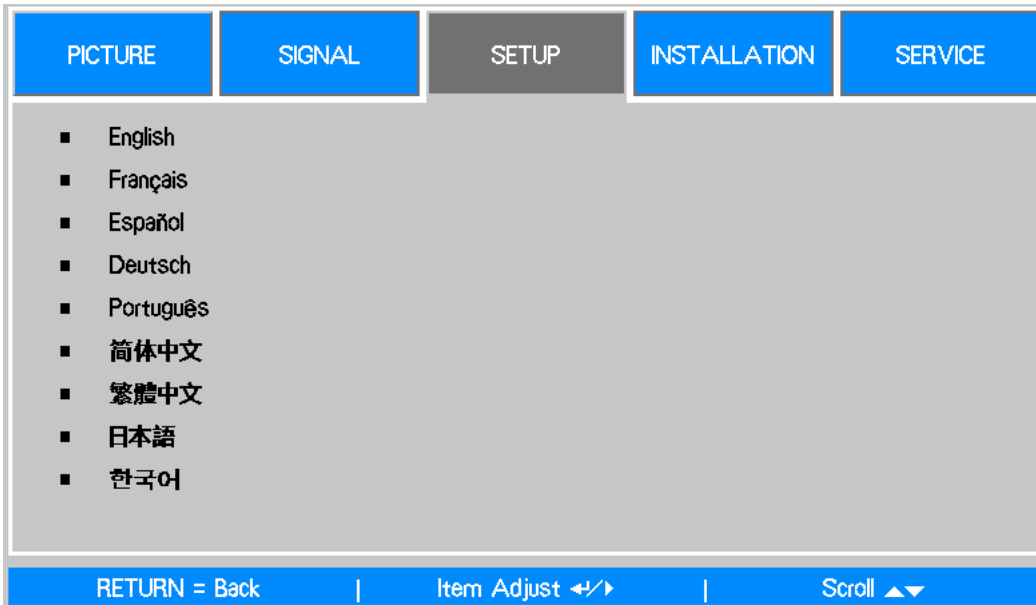 PICTURE SIGNAL SETUP INSTALLATION SERVICE
English
Français
Español
Deutsch
Português
简体中文
繁體中文
日本語
한국어
RETURN = Back | Item Adjust ↵/▸ | Scroll ▲▼